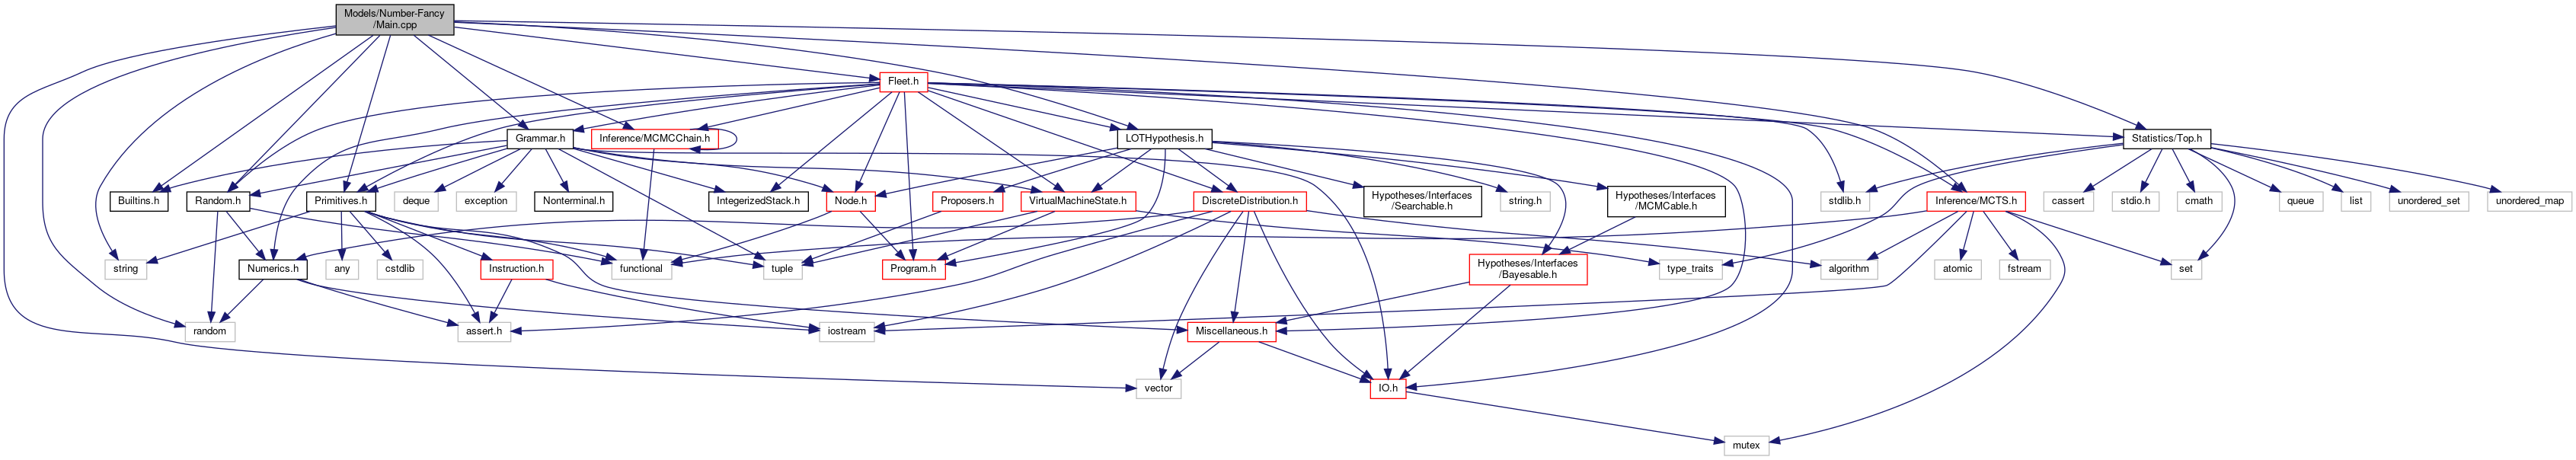 Models/Number-Fancy
/Main.cpp
Fleet.h
Grammar.h
Inference/MCMCChain.h
LOTHypothesis.h
Statistics/Top.h
Builtins.h
Random.h
Primitives.h
deque
exception
Nonterminal.h
IntegerizedStack.h
Node.h
Proposers.h
VirtualMachineState.h
DiscreteDistribution.h
Hypotheses/Interfaces
/Searchable.h
string.h
Hypotheses/Interfaces
/MCMCable.h
stdlib.h
Inference/MCTS.h
cassert
stdio.h
cmath
queue
list
unordered_set
unordered_map
string
Numerics.h
any
cstdlib
Instruction.h
functional
tuple
Program.h
Hypotheses/Interfaces
/Bayesable.h
type_traits
algorithm
atomic
fstream
set
random
assert.h
iostream
Miscellaneous.h
vector
IO.h
mutex